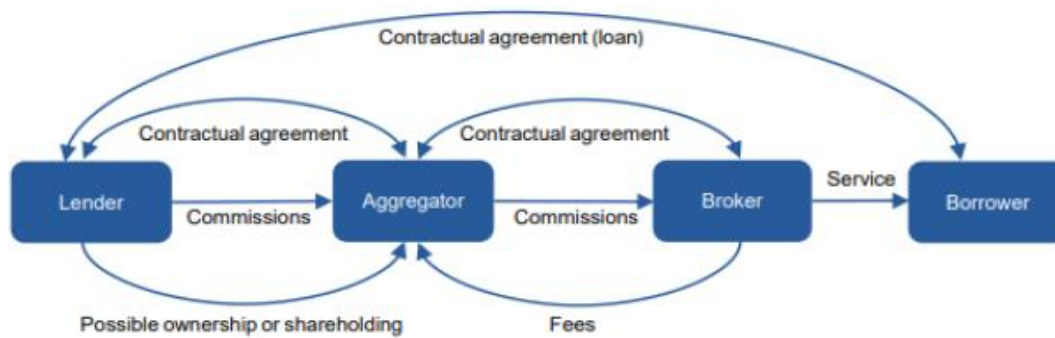 Contractual agreement (loan)
Contractual agreement
Contractual agreement
Lender
Commissions
Aggregator
Commissions
Broker
Service
Borrower
Possible ownership or shareholding
Fees